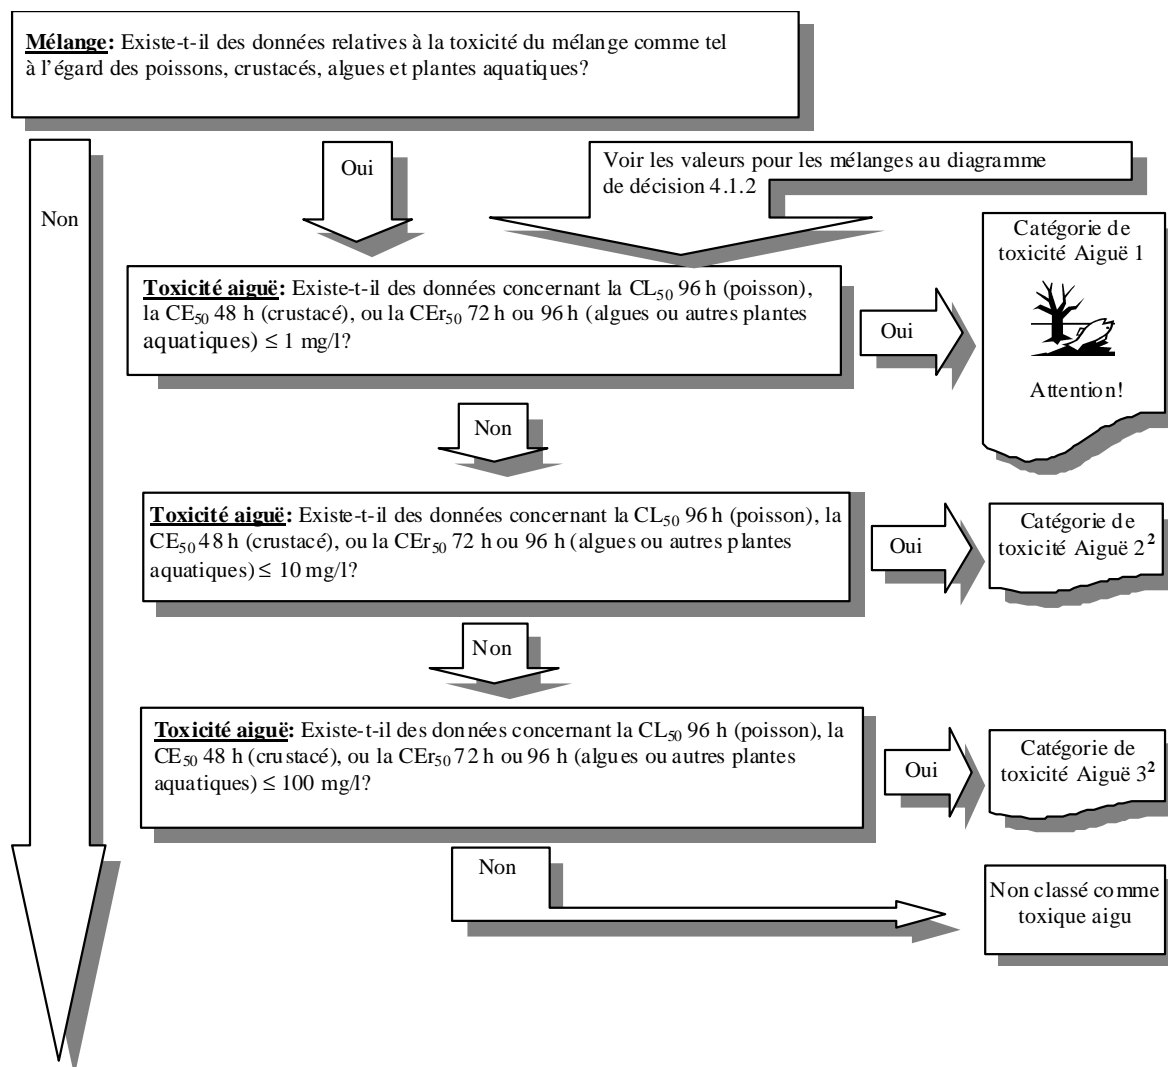 Mélange: Existe-t-il des données relatives à la toxicité du mélange comme tel
à l'égard des poissons, crustacés, algues et plantes aquatiques?
Non
Oui
Voir les valeurs pour les mélanges au diagramme
de décision 4.1.2
Toxicité aiguë: Existe-t-il des données concernant la CL50 96 h (poisson),
la CE50 48 h (crustacé), ou la CEr50 72 h ou 96 h (algues ou autres plantes
aquatiques) ≤ 1 mg/l?
Oui
Catégorie de
toxicité Aiguë 1
Attention!
Non
Toxicité aiguë: Existe-t-il des données concernant la CL50 96 h (poisson), la
CE50 48 h (crustacé), ou la CEr50 72 h ou 96 h (algues ou autres plantes
aquatiques) ≤ 10 mg/l?
Oui
Catégorie de
toxicité Aiguë 2²
Non
Toxicité aiguë: Existe-t-il des données concernant la CL50 96 h (poisson), la
CE50 48 h (crustacé), ou la CEr50 72 h ou 96 h (algues ou autres plantes
aquatiques) ≤ 100 mg/l?
Oui
Catégorie de
toxicité Aiguë 3²
Non
Non classé comme
toxique aigu